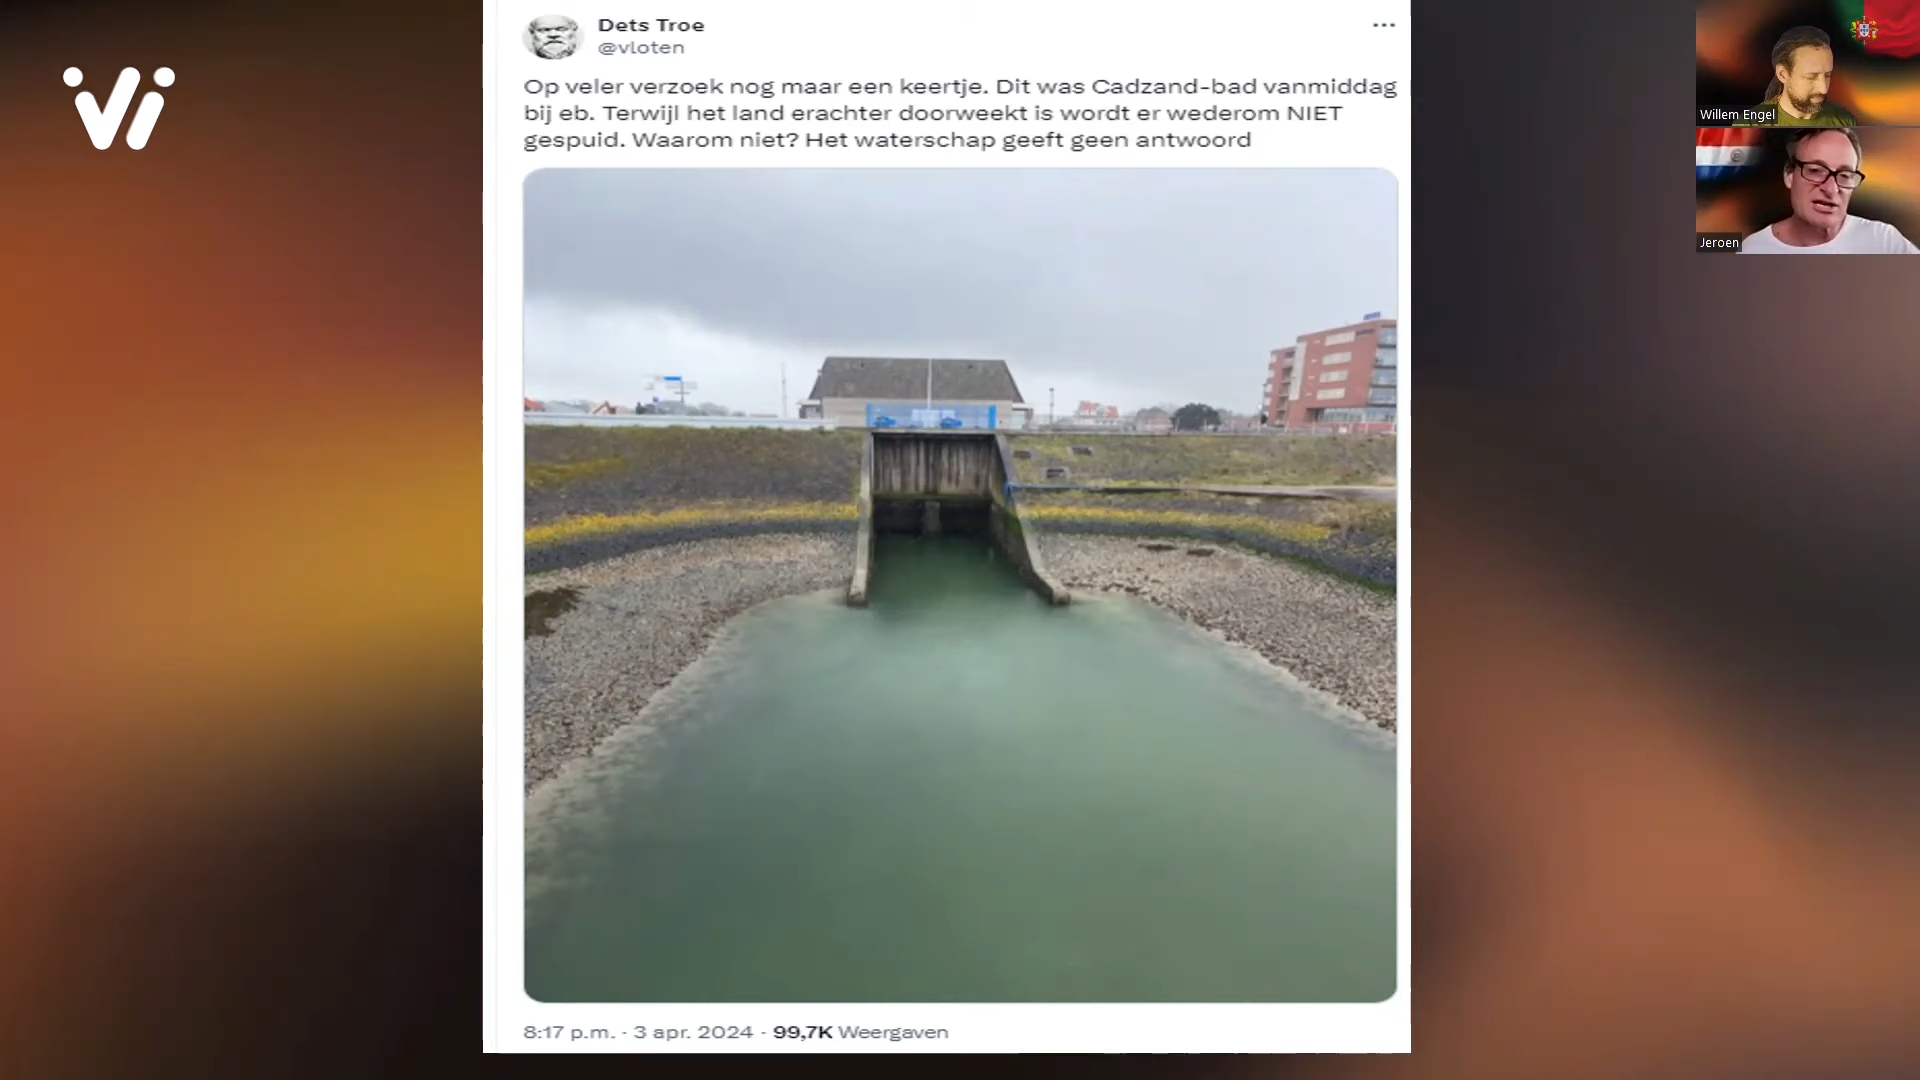 Vi
Dets Troe
@vloten
Op veler verzoek nog maar een keertje. Dit was Cadzand-bad vanmiddag
bij eb. Terwijl het land erachter doorweekt is wordt er wederom NIET
gespuid. Waarom niet? Het waterschap geeft geen antwoord
8:17 p.m. · 3 apr. 2024 · 99,7K Weergaven
Willem Engel
Jeroen